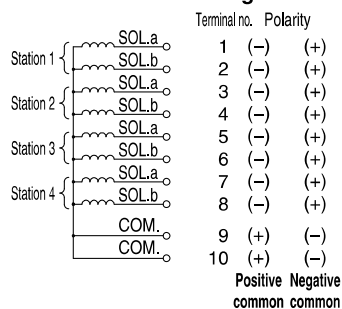 Terminal no. Polarity
Station 1 SOL.a 1 (−) (+)
SOL.b 2 (−) (+)
Station 2 SOL.a 3 (−) (+)
SOL.b 4 (−) (+)
Station 3 SOL.a 5 (−) (+)
SOL.b 6 (−) (+)
Station 4 SOL.a 7 (−) (+)
SOL.b 8 (−) (+)
COM. 9 (+) (−)
COM. 10 (+) (−)
Positive Negative
common common